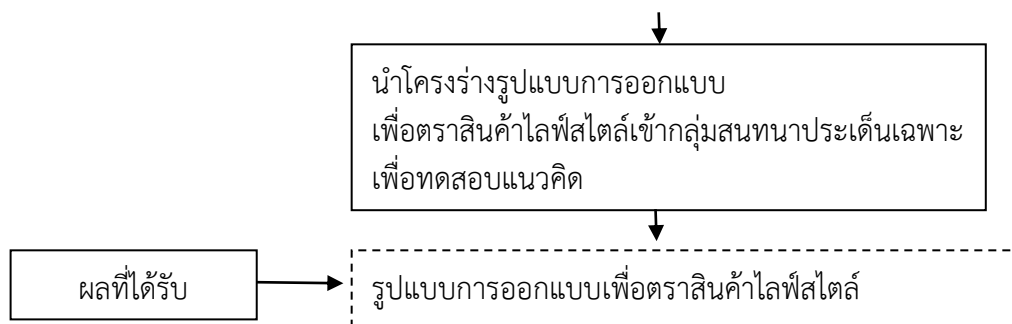 นำโครงร่างรูปแบบการออกแบบ
เพื่อตราสินค้าไลฟ์สไตล์เข้ากลุ่มสนทนาประเด็นเฉพาะ
เพื่อทดสอบแนวคิด
ผลที่ได้รับ
รูปแบบการออกแบบเพื่อตราสินค้าไลฟ์สไตล์